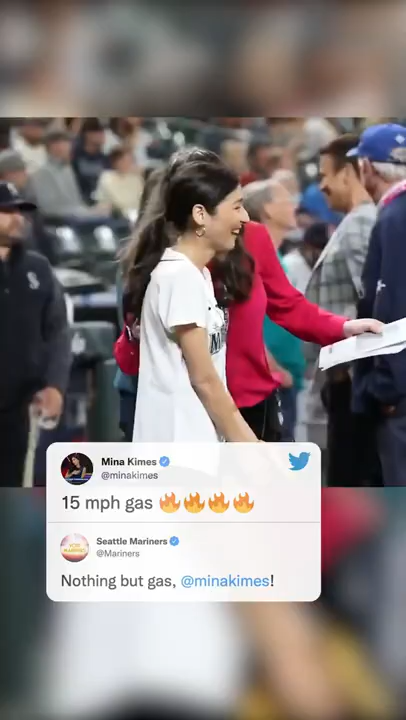 Mina Kimes
@minakimes
15 mph gas 🔥🔥🔥🔥
Seattle Mariners
@Mariners
Nothing but gas, @minakimes!